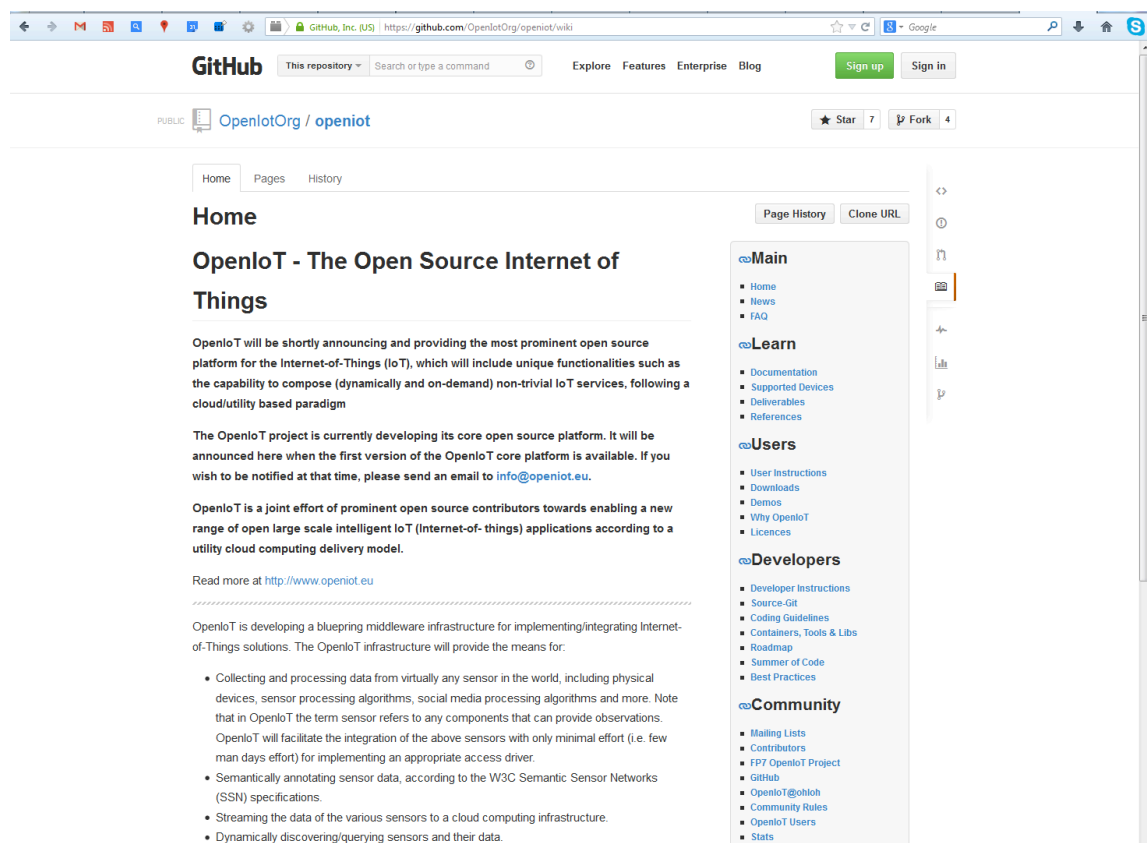 GitHub, Inc. (US) https://github.com/OpenIotOrg/openiot/wiki
Google
GitHub
This repository
Search or type a command
Explore Features Enterprise Blog
Sign up
Sign in
PUBLIC
OpenIotOrg / openiot
Star 7
Fork 4
Home Pages History
Home
Page History
Clone URL
OpenIoT - The Open Source Internet of
Things
OpenIoT will be shortly announcing and providing the most prominent open source
platform for the Internet-of-Things (IoT), which will include unique functionalities such as
the capability to compose (dynamically and on-demand) non-trivial IoT services, following a
cloud/utility based paradigm
The OpenIoT project is currently developing its core open source platform. It will be
announced here when the first version of the OpenIoT core platform is available. If you
wish to be notified at that time, please send an email to info@openiot.eu.
OpenIoT is a joint effort of prominent open source contributors towards enabling a new
range of open large scale intelligent IoT (Internet-of- things) applications according to a
utility cloud computing delivery model.
Read more at http://www.openiot.eu
OpenIoT is developing a bluepring middleware infrastructure for implementing/integrating Internet-
of-Things solutions. The OpenIoT infrastructure will provide the means for:
• Collecting and processing data from virtually any sensor in the world, including physical
devices, sensor processing algorithms, social media processing algorithms and more. Note
that in OpenIoT the term sensor refers to any components that can provide observations.
OpenIoT will facilitate the integration of the above sensors with only minimal effort (i.e. few
man days effort) for implementing an appropriate access driver.
• Semantically annotating sensor data, according to the W3C Semantic Sensor Networks
(SSN) specifications.
• Streaming the data of the various sensors to a cloud computing infrastructure.
• Dynamically discovering/querying sensors and their data.
Main
Home
News
FAQ
Learn
Documentation
Supported Devices
Deliverables
References
Users
User Instructions
Downloads
Demos
Why OpenIoT
Licences
Developers
Developer Instructions
Source-Git
Coding Guidelines
Containers, Tools & Libs
Roadmap
Summer of Code
Best Practices
Community
Mailing Lists
Contributors
FP7 OpenIoT Project
GitHub
OpenIoT@ohloh
Community Rules
OpenIoT Users
Stats